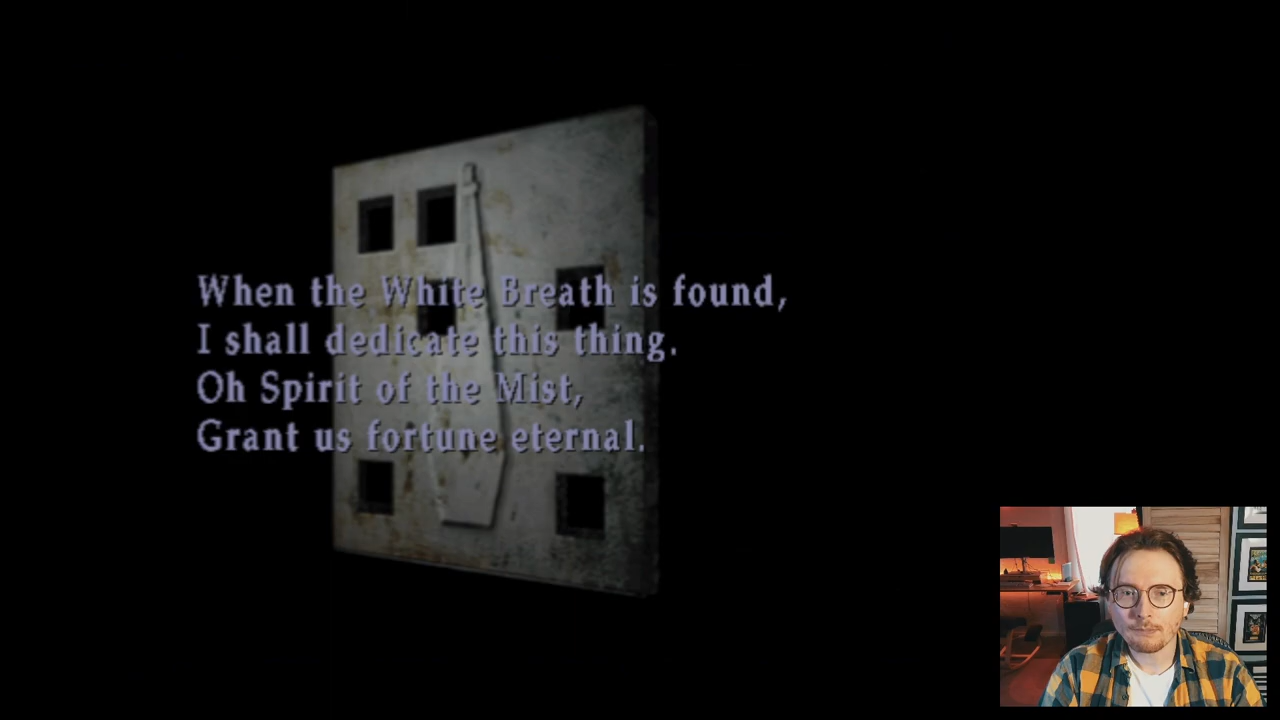 When the White Breath is found,
I shall dedicate this thing.
Oh Spirit of the Mist,
Grant us fortune eternal.